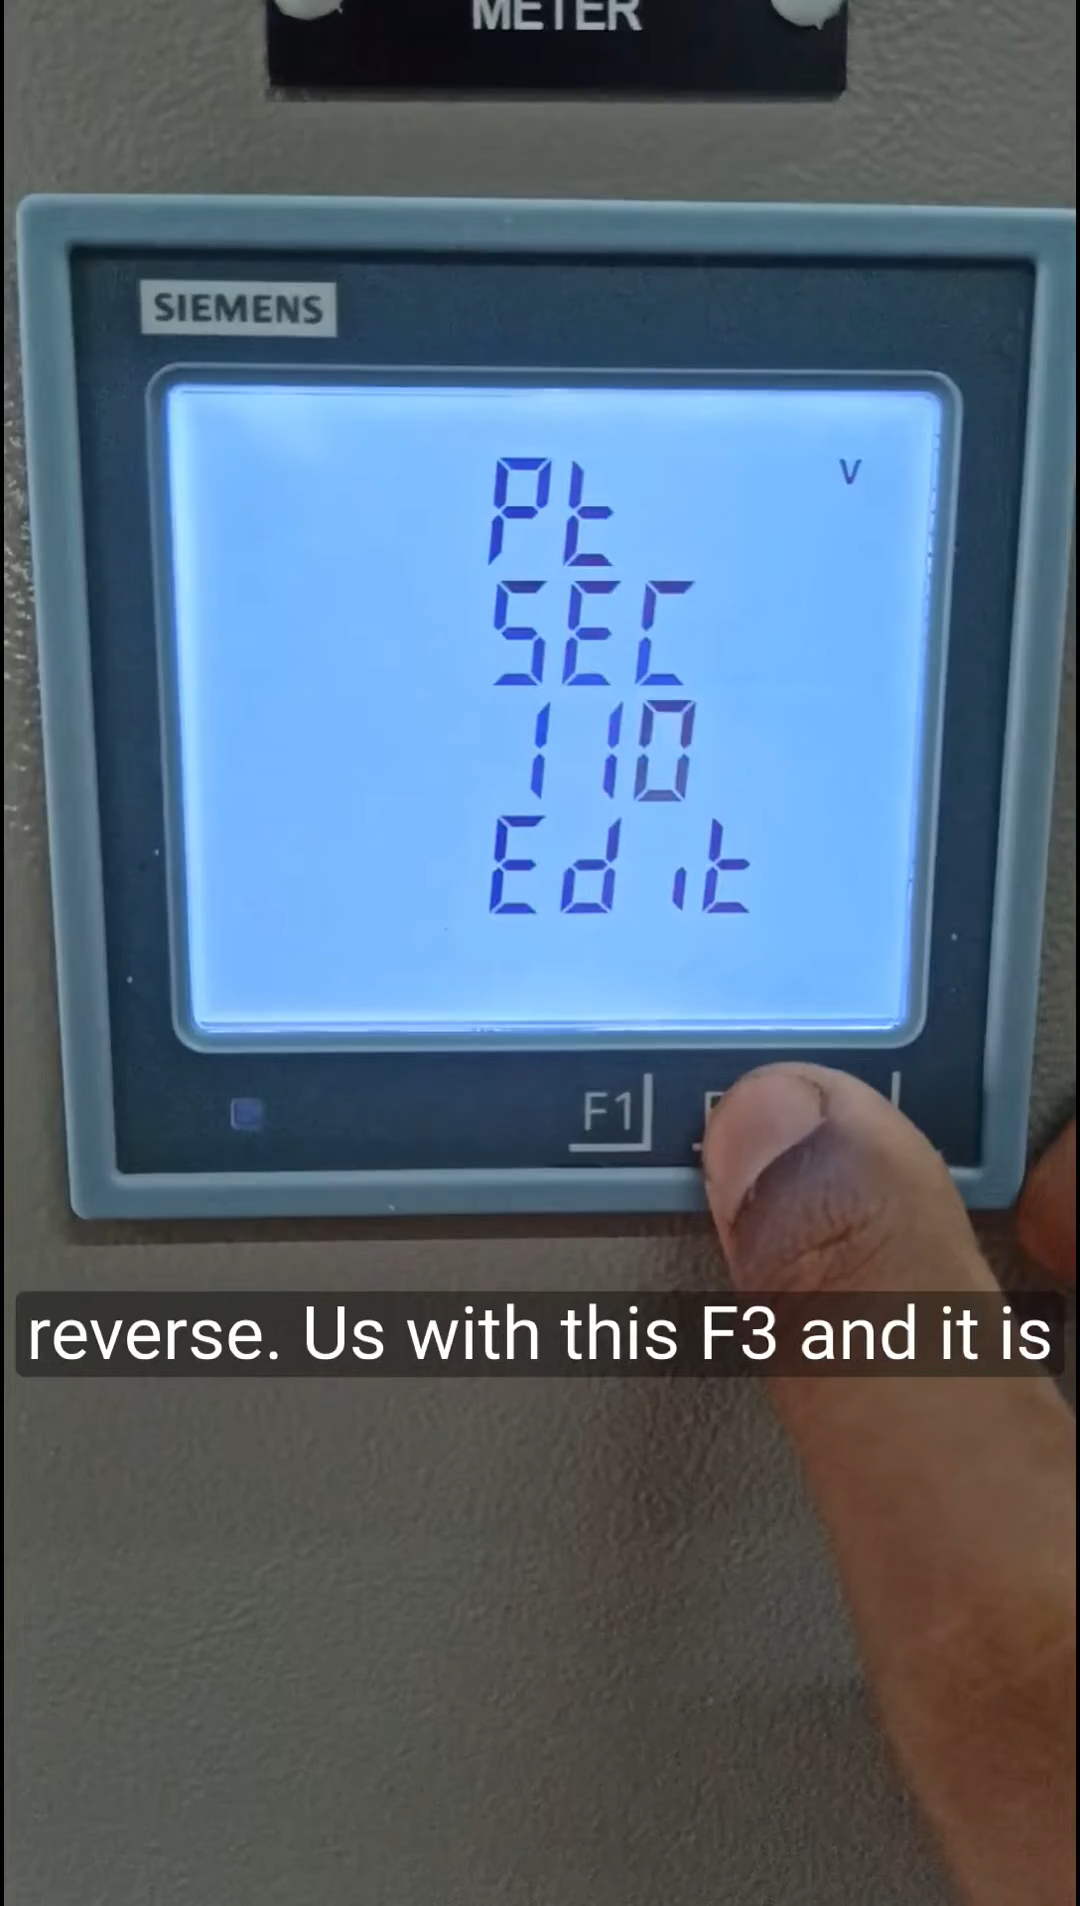 METER
SIEMENS
V
Pt
SEC
110
Edit
F1
reverse. Us with this F3 and it is